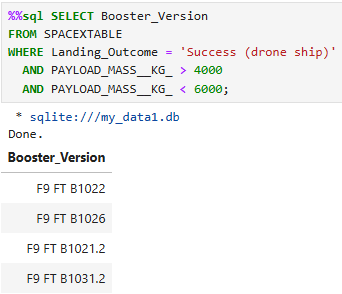 %%sql SELECT Booster_Version
FROM SPACEXTABLE
WHERE Landing_Outcome = 'Success (drone ship)'
  AND PAYLOAD_MASS__KG_ > 4000
  AND PAYLOAD_MASS__KG_ < 6000;
* sqlite:///my_data1.db
Done.
Booster_Version
F9 FT B1022
F9 FT B1026
F9 FT B1021.2
F9 FT B1031.2